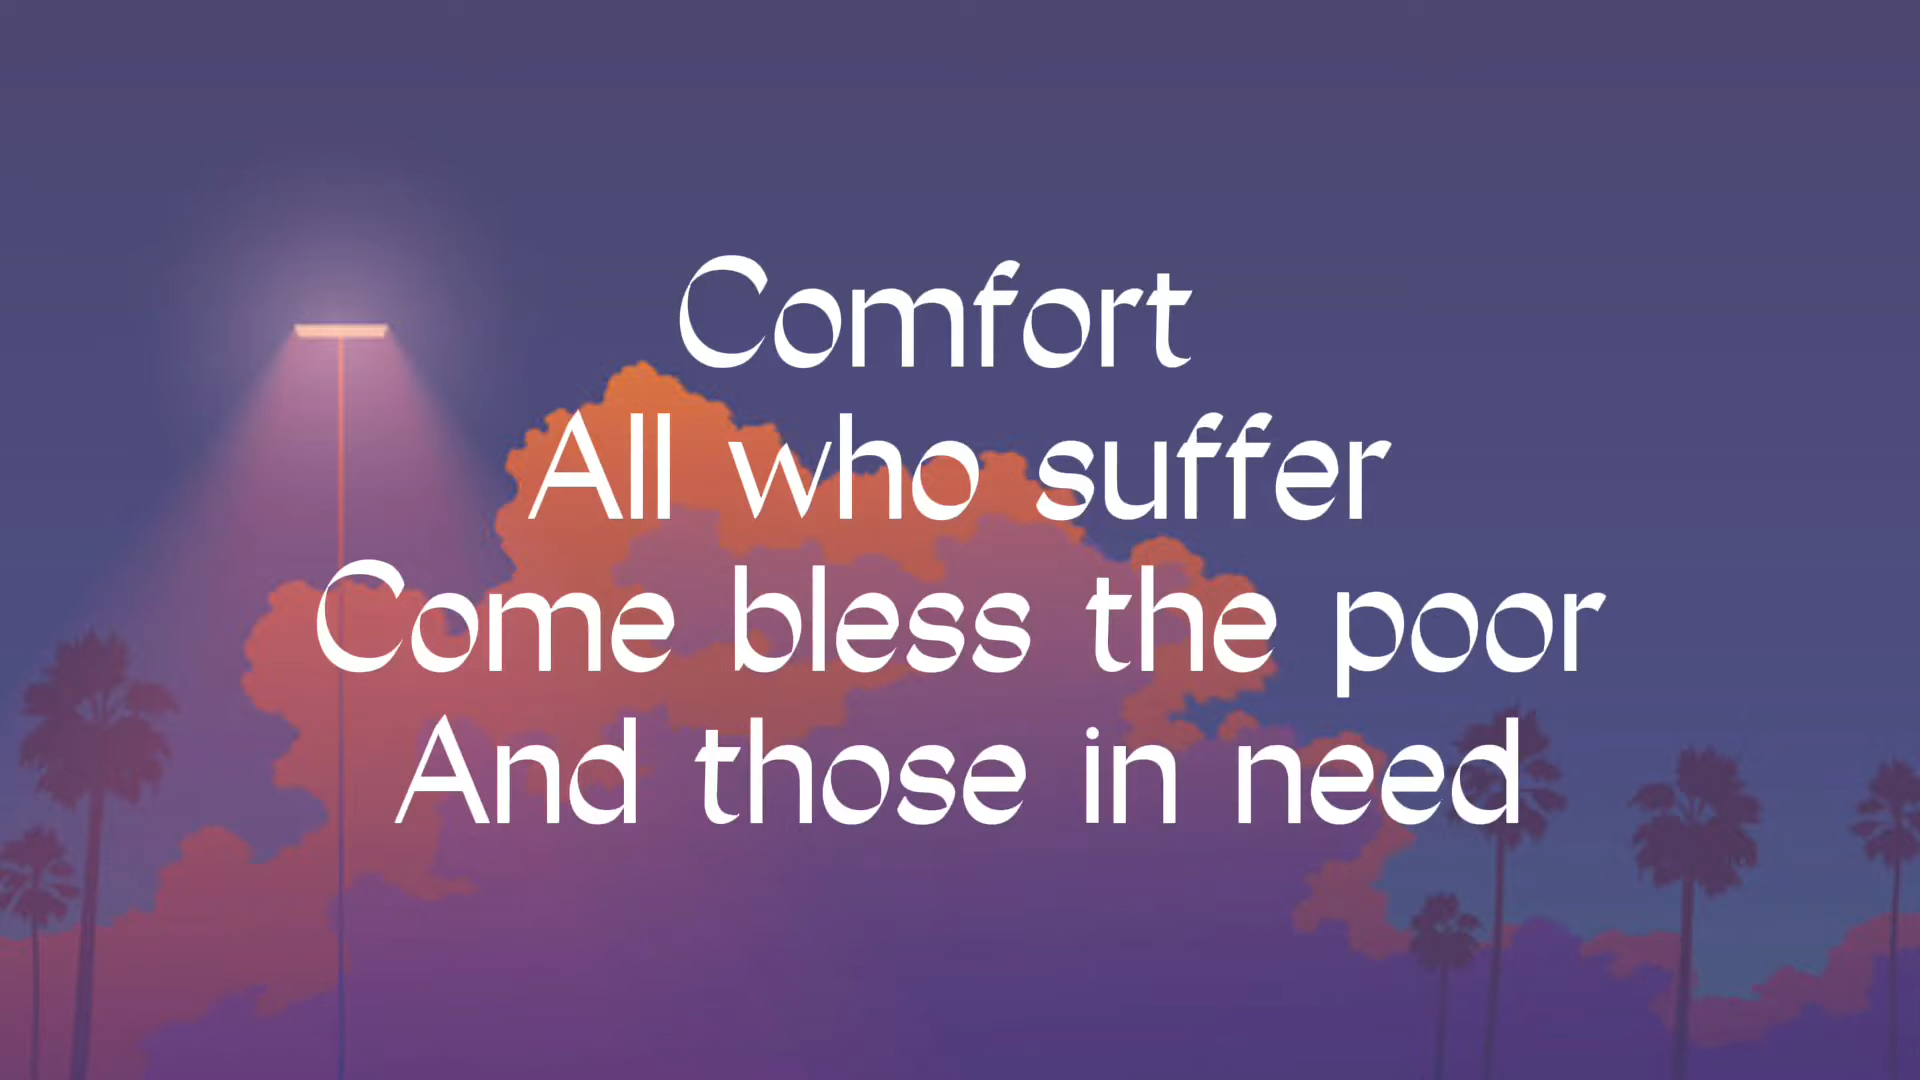 Comfort
All who suffer
Come bless the poor
And those in need